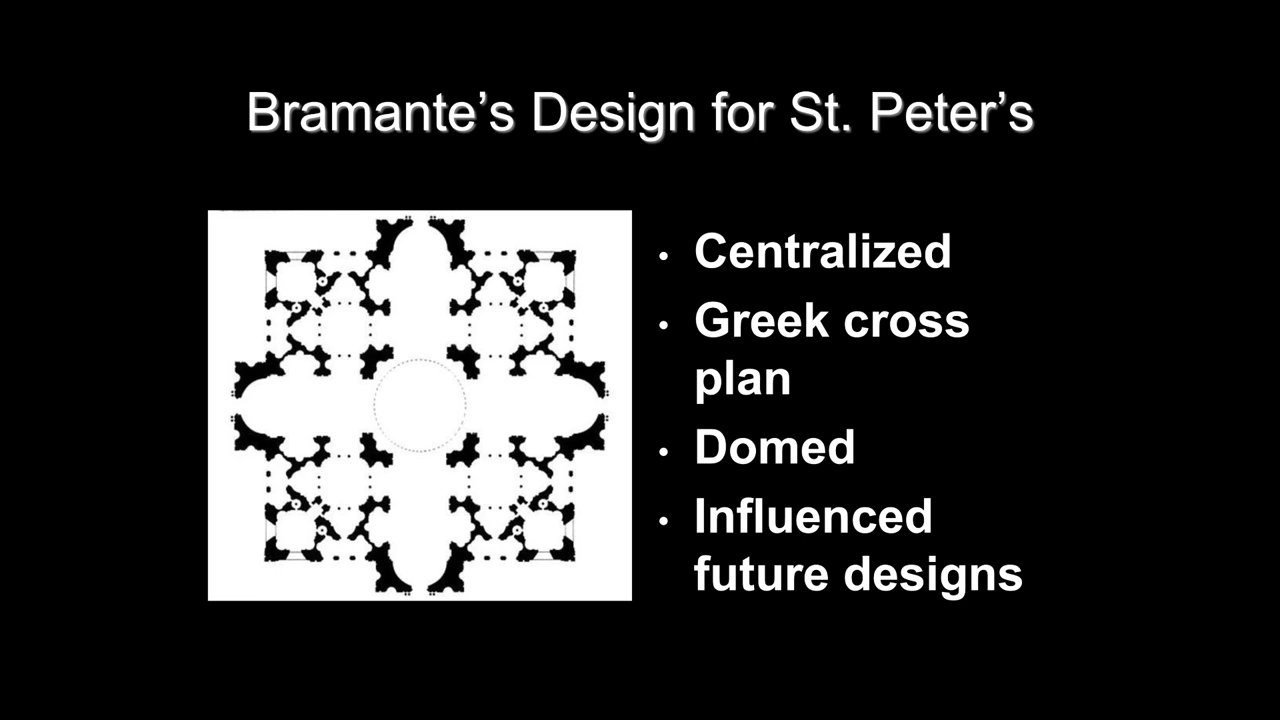 Bramante’s Design for St. Peter’s
• Centralized
• Greek cross
plan
• Domed
• Influenced
future designs